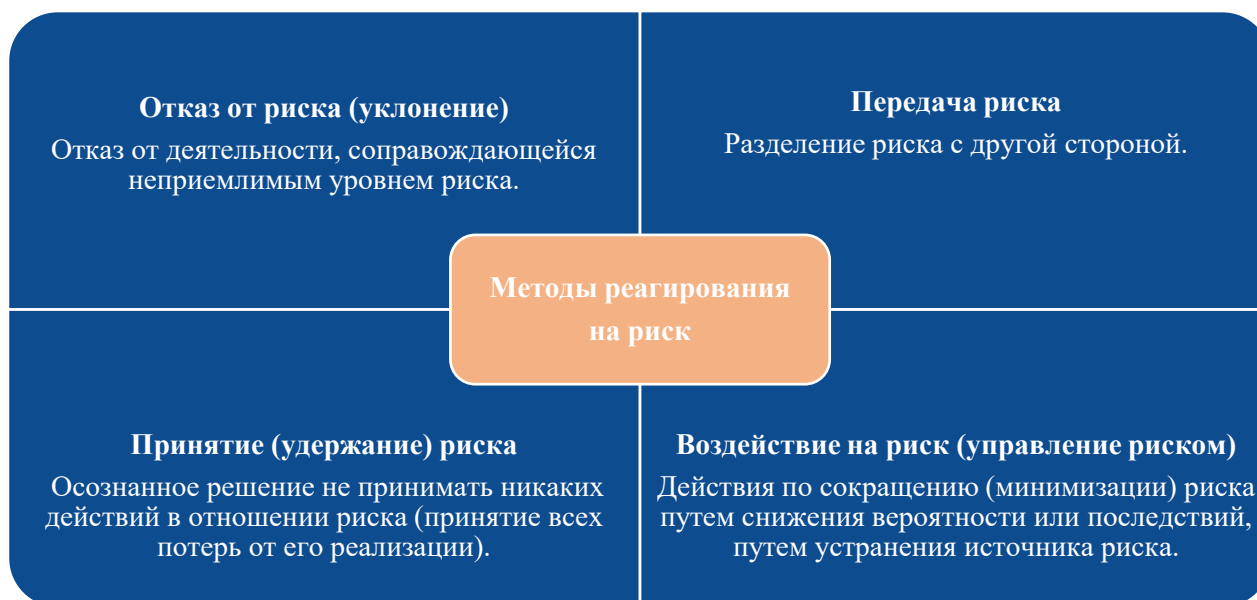 Отказ от риска (уклонение)
Отказ от деятельности, соправождающейся
неприемлимым уровнем риска.
Передача риска
Разделение риска с другой стороной.
Методы реагирования
на риск
Принятие (удержание) риска
Осознанное решение не принимать никаких
действий в отношении риска (принятие всех
потерь от его реализации).
Воздействие на риск (управление риском)
Действия по сокращению (минимизации) риска
путем снижения вероятности или последствий,
путем устранения источника риска.